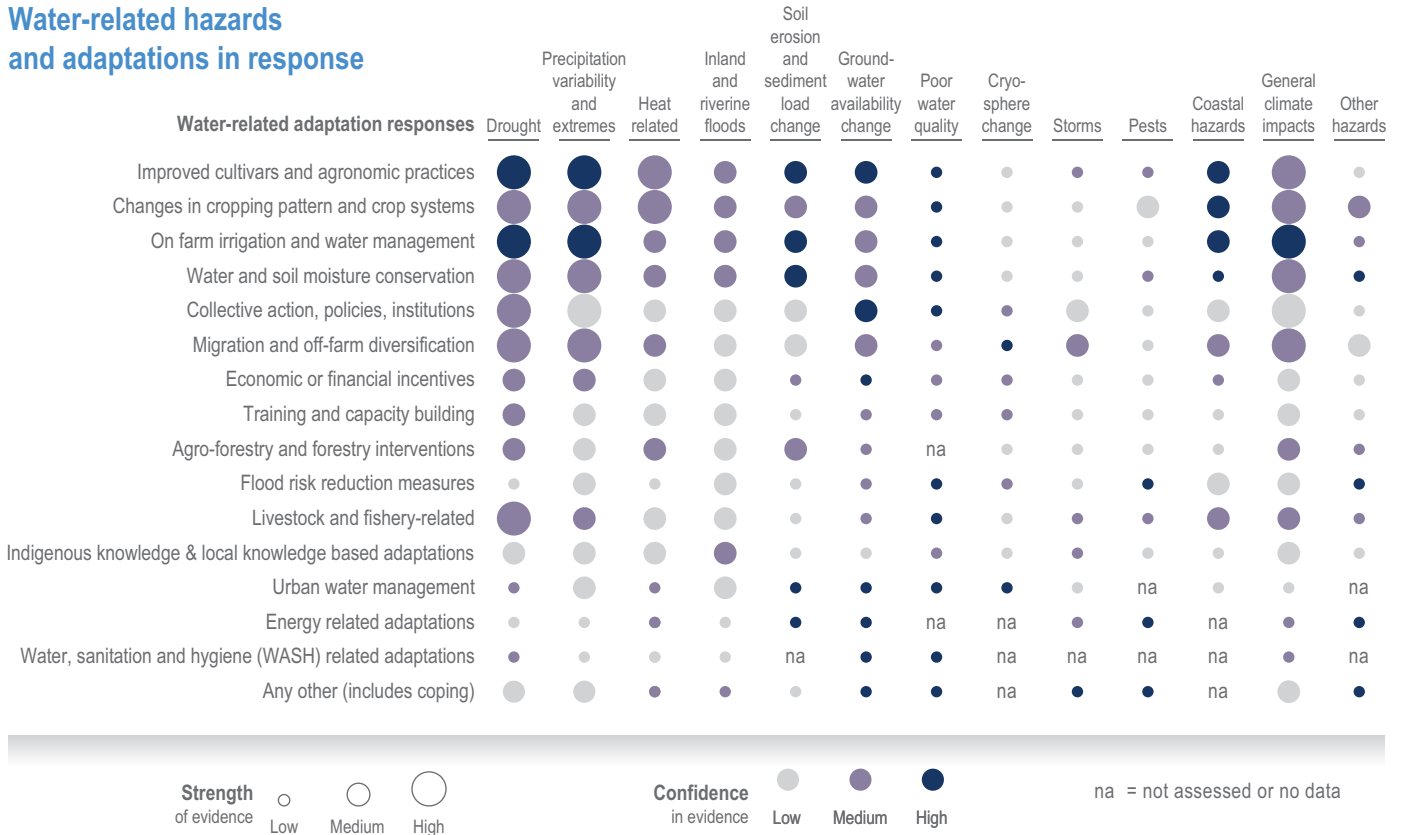 Water-related hazards
and adaptations in response
Water-related adaptation responses
Drought
Precipitation
variability
and
extremes
Heat
related
Inland
and
riverine
floods
Soil
erosion
and
sediment
load
change
Ground-
water
availability
change
Poor
water
quality
Cryo-
sphere
change
Storms
Pests
Coastal
hazards
General
climate
impacts
Other
hazards
Improved cultivars and agronomic practices
Changes in cropping pattern and crop systems
On farm irrigation and water management
Water and soil moisture conservation
Collective action, policies, institutions
Migration and off-farm diversification
Economic or financial incentives
Training and capacity building
Agro-forestry and forestry interventions na
Flood risk reduction measures
Livestock and fishery-related
Indigenous knowledge & local knowledge based adaptations
Urban water management na na
Energy related adaptations na na na
Water, sanitation and hygiene (WASH) related adaptations na na na na na na
Any other (includes coping) na na
Strength
of evidence
Low Medium High
Confidence
in evidence
Low Medium High
na = not assessed or no data